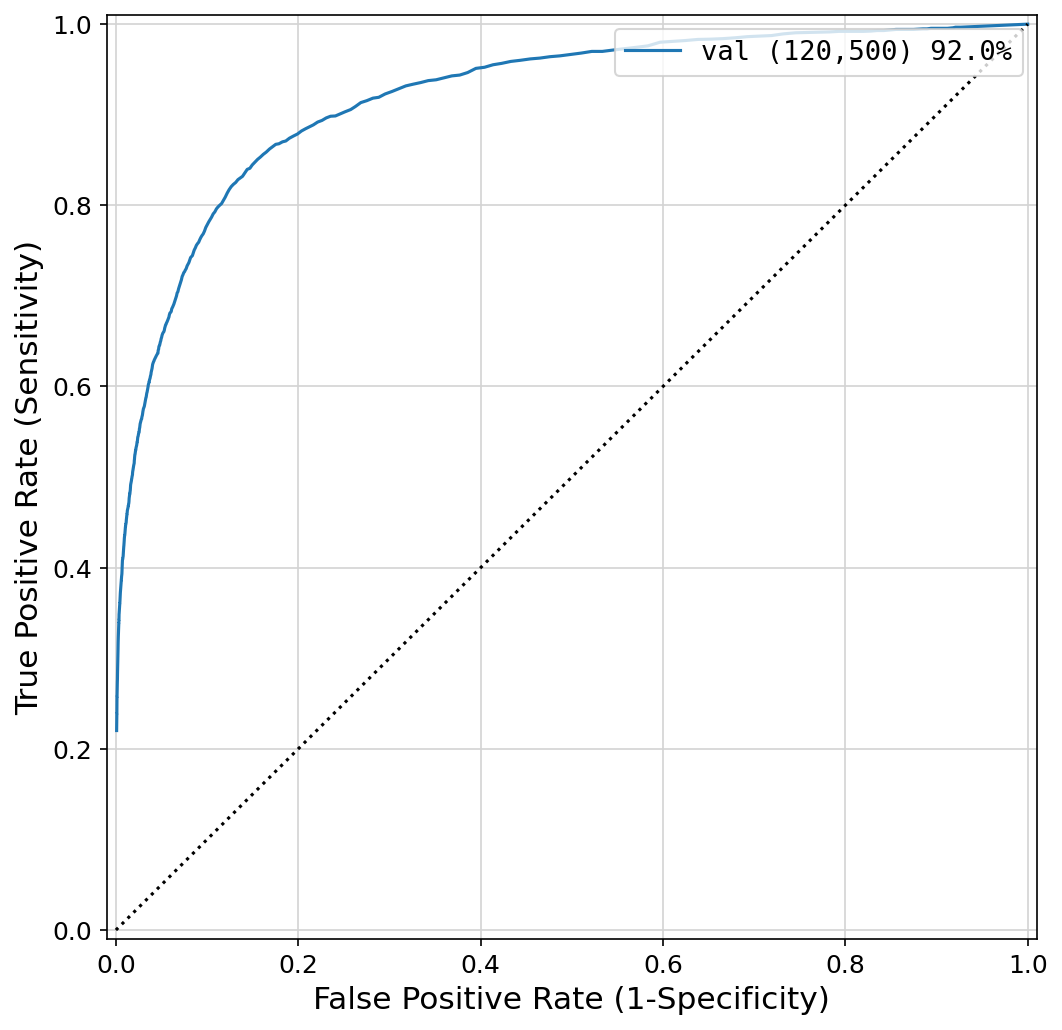 val (120,500) 92.0%
1.0
0.8
0.6
0.4
0.2
0.0
True Positive Rate (Sensitivity)
0.0 0.2 0.4 0.6 0.8 1.0
False Positive Rate (1-Specificity)